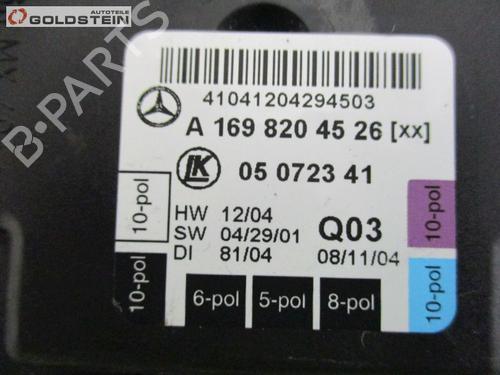 AUTOTEILE
GOLDSTEIN
B-PARTS
41041204294503
A 169 820 45 26 [xx]
LK
05 0723 41
10-pol
10-pol
10-pol
10-pol
HW 12/04
SW 04/29/01
DI 81/04
Q03
08/11/04
6-pol
5-pol
8-pol